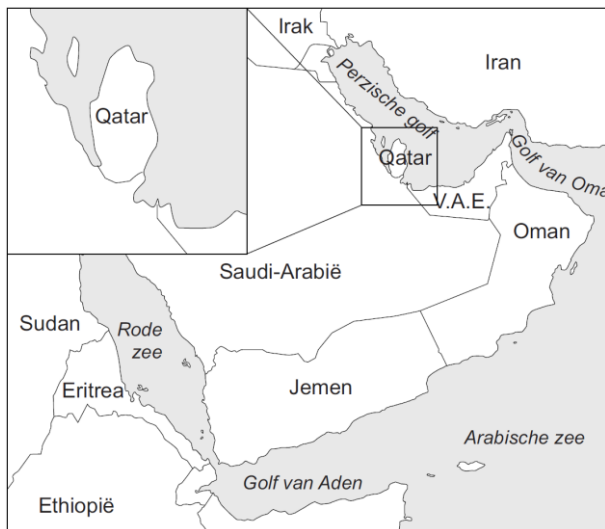 Irak
Iran
Perzische golf
Qatar
Qatar
Golf van Oma
V.A.E.
Oman
Saudi-Arabië
Sudan
Rode
zee
Eritrea
Jemen
Arabische zee
Golf van Aden
Ethiopië